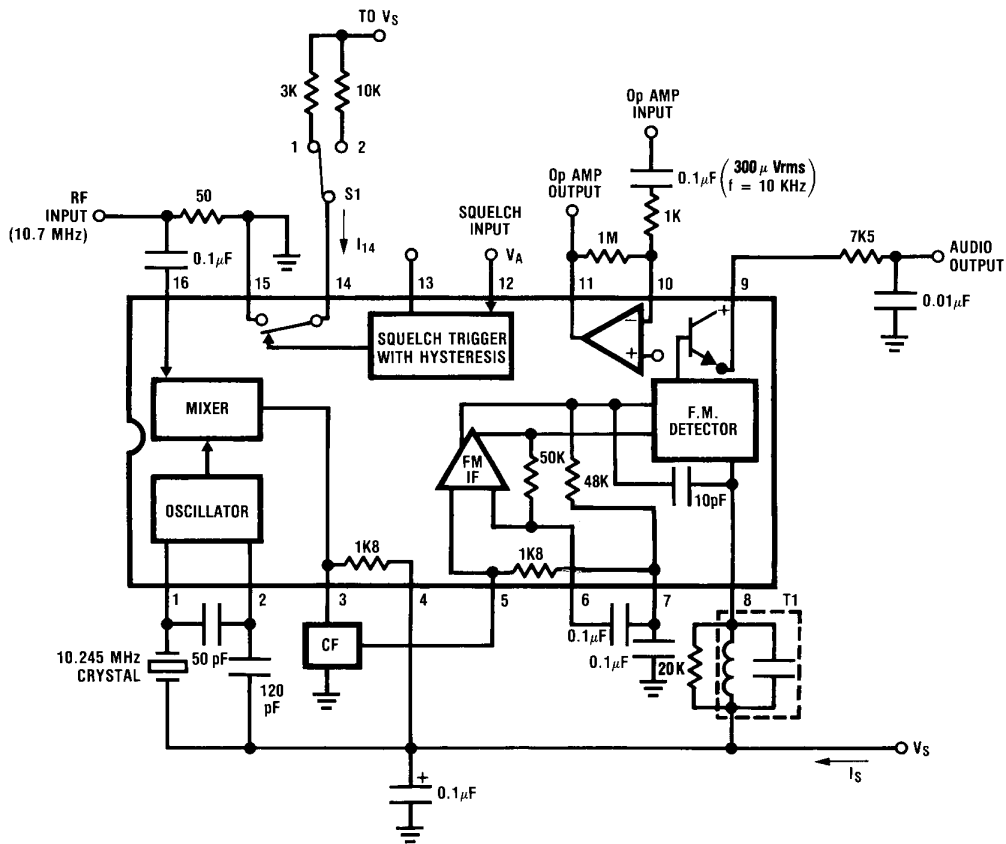 TO VS
3K
10K
1
2
S1
I14
Op AMP
INPUT
0.1µF
(300µ Vrms
f = 10 KHz)
1K
Op AMP
OUTPUT
1M
SQUELCH
INPUT
VA
RF
INPUT
(10.7 MHz)
50
0.1µF
7K5
AUDIO
OUTPUT
0.01µF
16
15
14
13
12
11
10
9
SQUELCH TRIGGER
WITH HYSTERESIS
−
+
+
MIXER
OSCILLATOR
FM
IF
50K
48K
F.M.
DETECTOR
10pF
1K8
1K8
1
2
3
4
5
6
7
8
T1
10.245 MHz
CRYSTAL
50 pF
120
pF
CF
0.1µF
0.1µF
20K
+
0.1µF
IS
VS